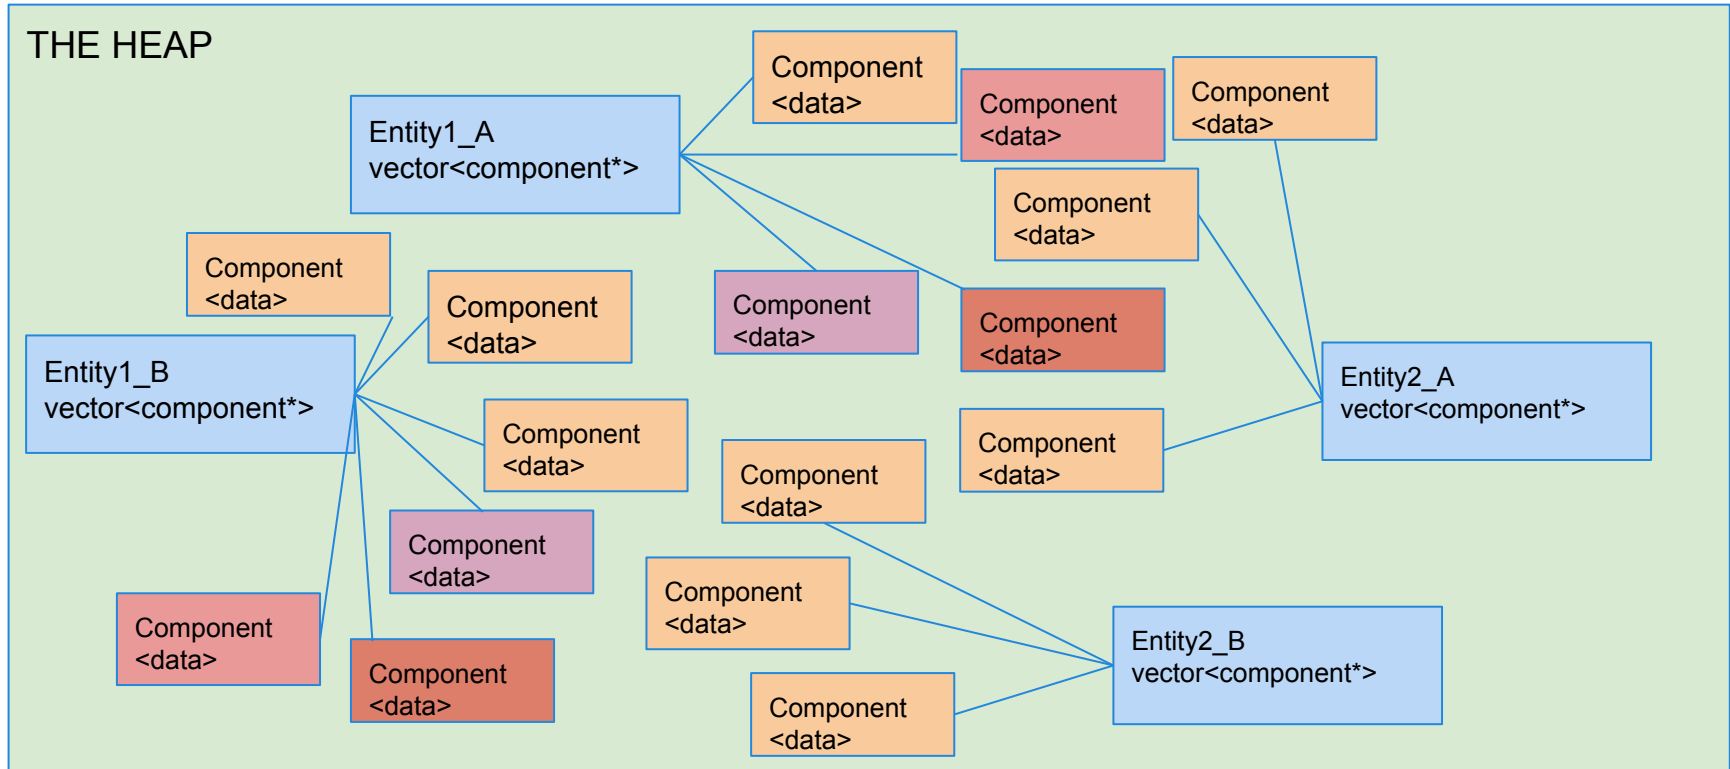 THE HEAP
Component
<data>
Component
<data>
Component
<data>
Entity1_A
vector<component*>
Component
<data>
Component
<data>
Component
<data>
Component
<data>
Component
<data>
Entity1_B
vector<component*>
Entity2_A
vector<component*>
Component
<data>
Component
<data>
Component
<data>
Component
<data>
Component
<data>
Component
<data>
Entity2_B
vector<component*>
Component
<data>
Component
<data>